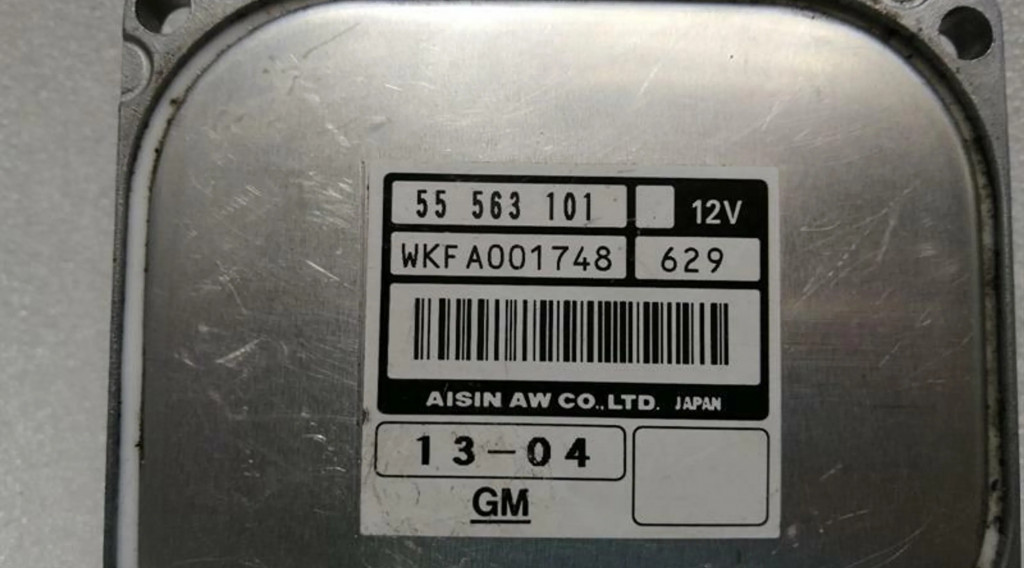 55 563 101 12V
WKFA001748 629
AISIN AW CO.,LTD. JAPAN
13-04
GM